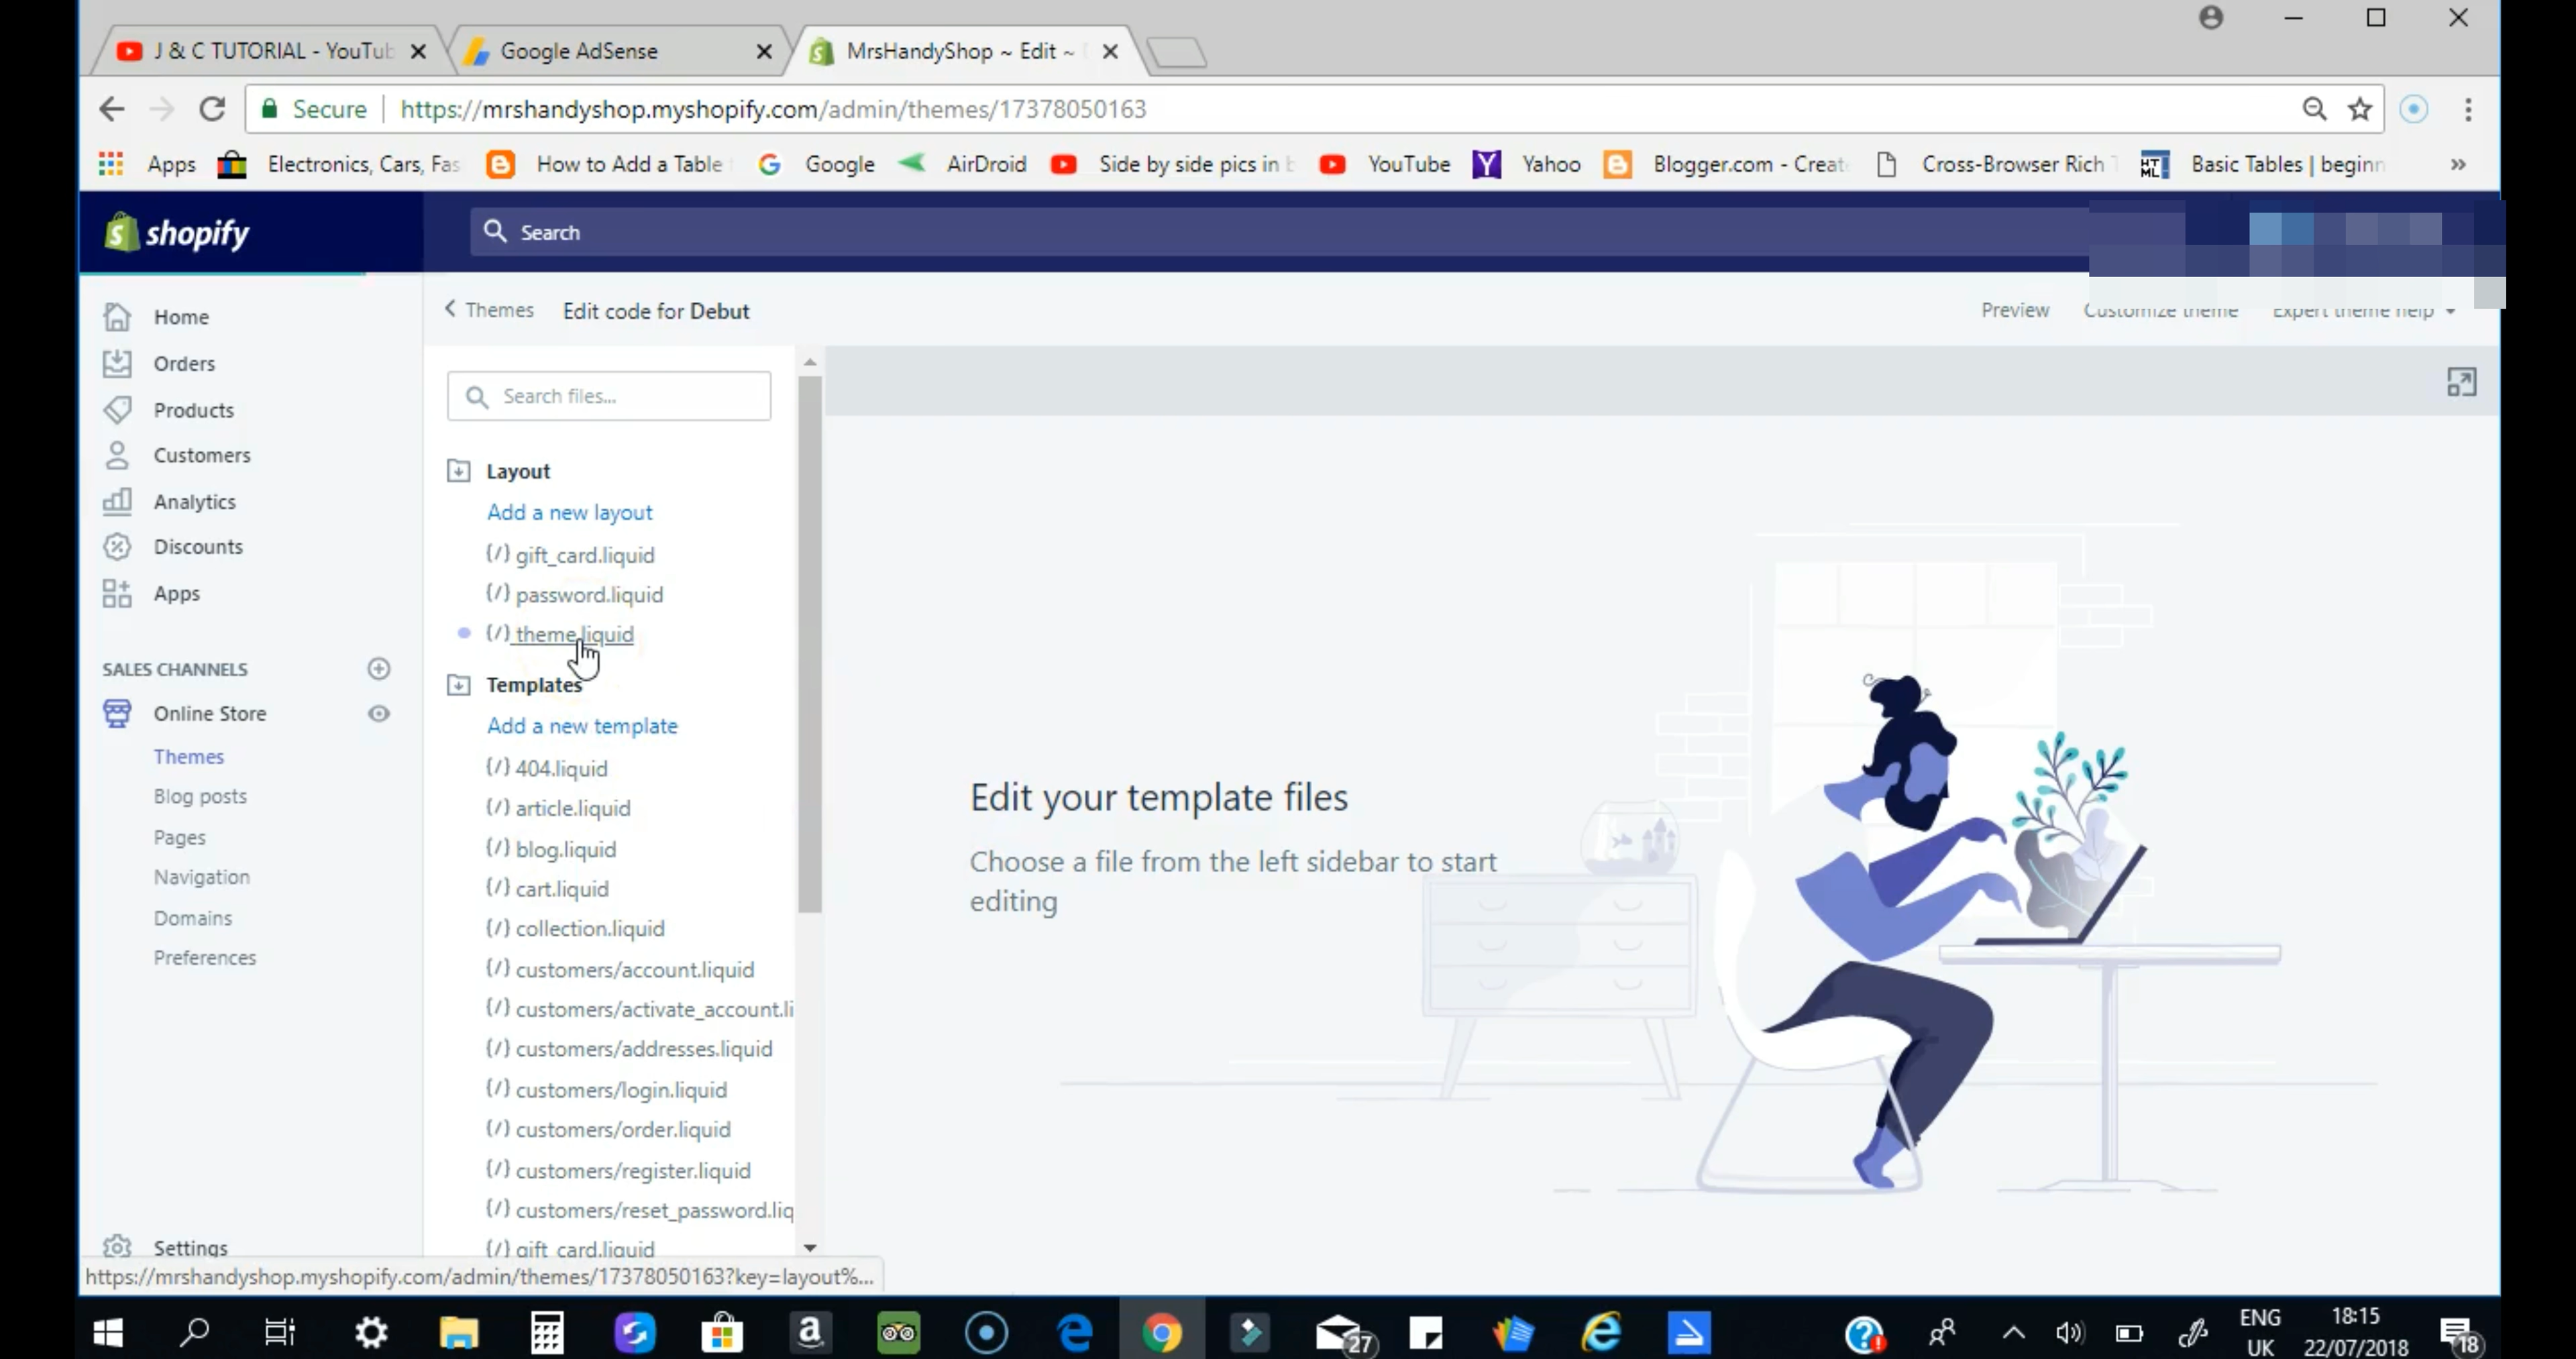 J & C TUTORIAL - YouTub
Google AdSense
MrsHandyShop ~ Edit ~
Secure
https://mrshandyshop.myshopify.com/admin/themes/17378050163
Apps
Electronics, Cars, Fas
How to Add a Table
Google
AirDroid
Side by side pics in b
YouTube
Yahoo
Blogger.com - Creat
Cross-Browser Rich T
Basic Tables | beginn
»
shopify
Search
Home
Orders
Products
Customers
Analytics
Discounts
Apps
SALES CHANNELS
Online Store
Themes
Blog posts
Pages
Navigation
Domains
Preferences
Settings
Themes
Edit code for Debut
Preview
Customize theme
Expert theme help
Search files...
Layout
Add a new layout
{/} gift_card.liquid
{/} password.liquid
{/} theme.liquid
Templates
Add a new template
{/} 404.liquid
{/} article.liquid
{/} blog.liquid
{/} cart.liquid
{/} collection.liquid
{/} customers/account.liquid
{/} customers/activate_account.li
{/} customers/addresses.liquid
{/} customers/login.liquid
{/} customers/order.liquid
{/} customers/register.liquid
{/} customers/reset_password.liq
{/} gift_card.liquid
Edit your template files
Choose a file from the left sidebar to start
editing
https://mrshandyshop.myshopify.com/admin/themes/17378050163?key=layout%...
27
ENG
UK
18:15
22/07/2018
18